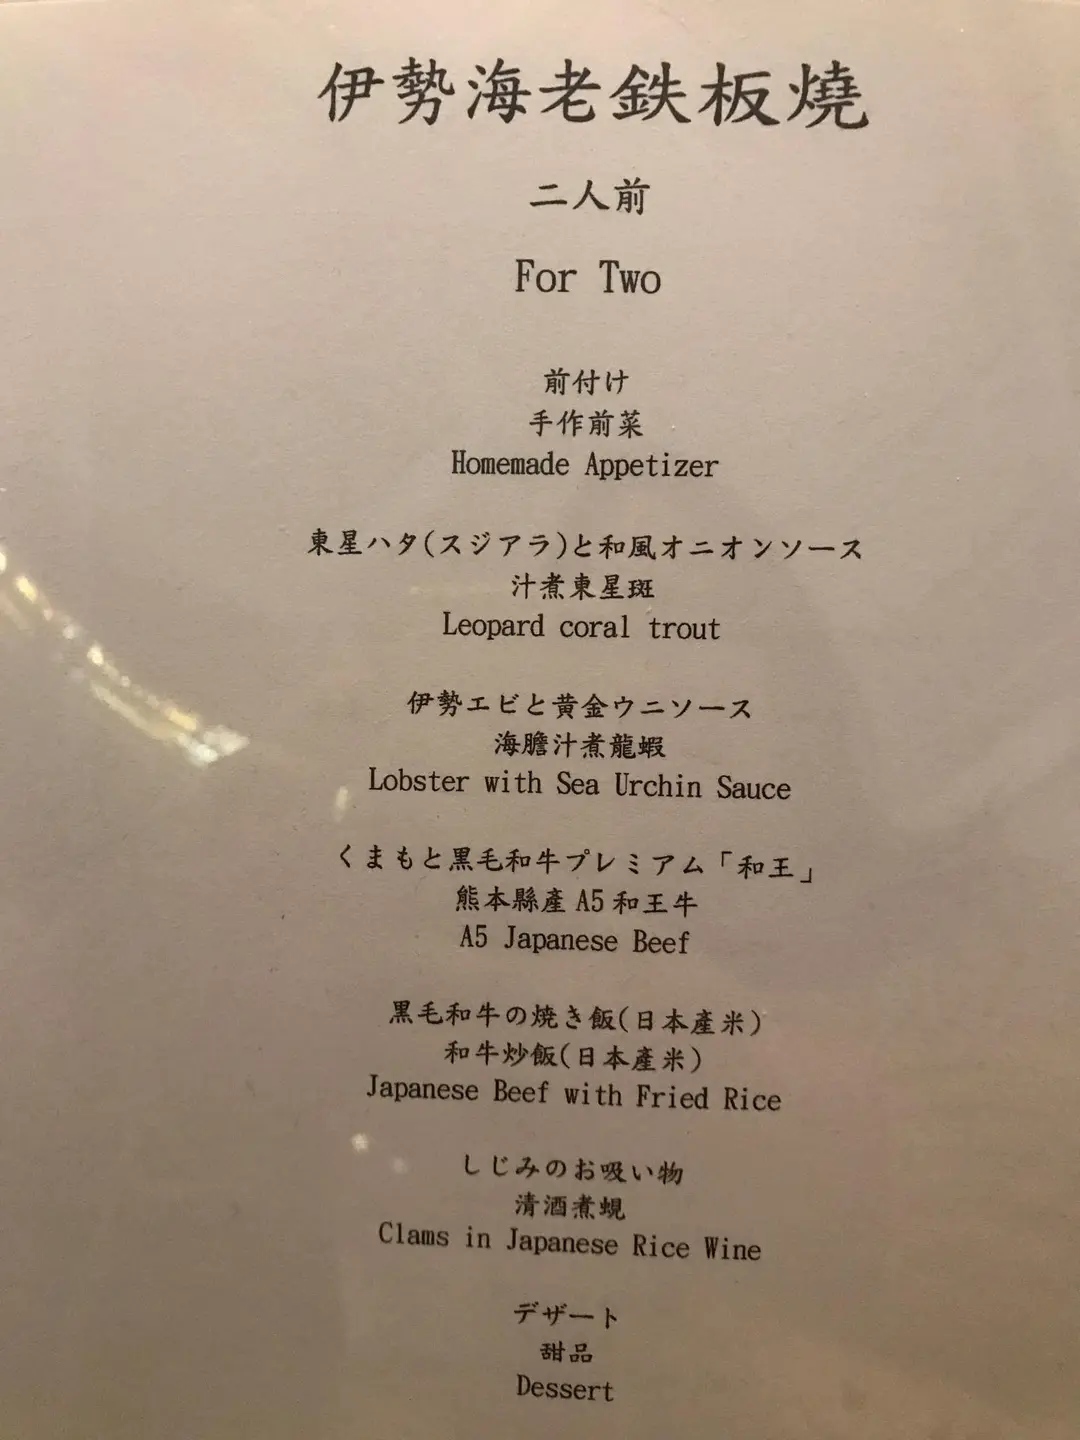 伊勢海老鉄板燒
二人前
For Two
前付け
手作前菜
Homemade Appetizer
東星ハタ(スジアラ)と和風オニオンソース
汁煮東星斑
Leopard coral trout
伊勢エビと黄金ウニソース
海膽汁煮龍蝦
Lobster with Sea Urchin Sauce
くまもと黒毛和牛プレミアム「和王」
熊本縣產 A5 和王牛
A5 Japanese Beef
黒毛和牛の焼き飯(日本產米)
和牛炒飯(日本產米)
Japanese Beef with Fried Rice
しじみのお吸い物
清酒煮蜆
Clams in Japanese Rice Wine
デザート
甜品
Dessert